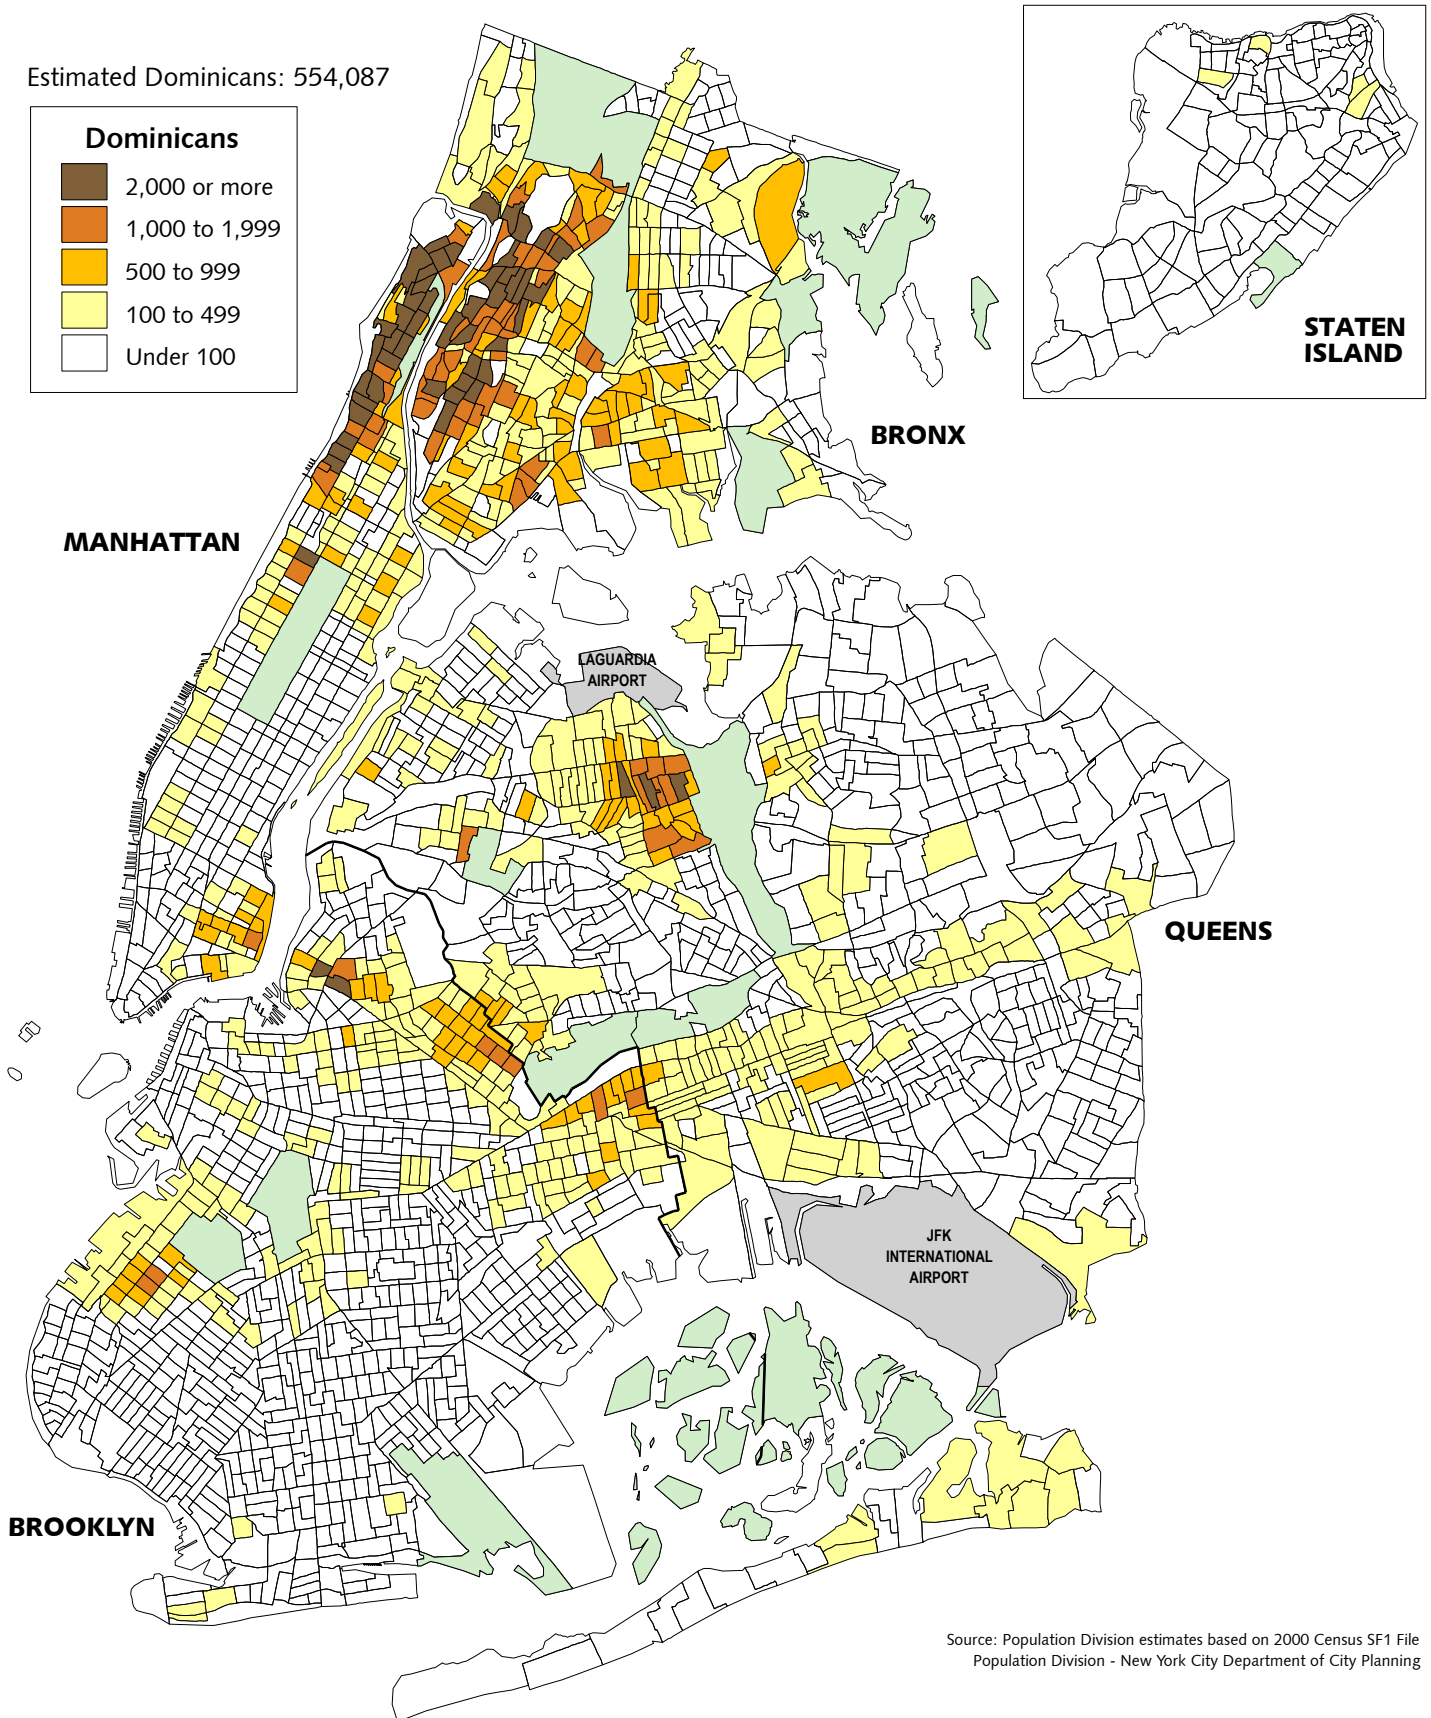 Estimated Dominicans: 554,087
Dominicans
2,000 or more
1,000 to 1,999
500 to 999
100 to 499
Under 100
STATEN
ISLAND
BRONX
MANHATTAN
LAGUARDIA
AIRPORT
QUEENS
JFK
INTERNATIONAL
AIRPORT
BROOKLYN
Source: Population Division estimates based on 2000 Census SF1 File
Population Division - New York City Department of City Planning